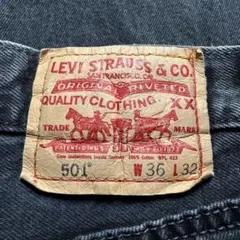 LEVI STRAUSS & CO.
SAN FRANCISCO, CAL
ORIGINAL RIVETED
QUALITY CLOTHING XX
TRADE MARK
501 W 36 L 32